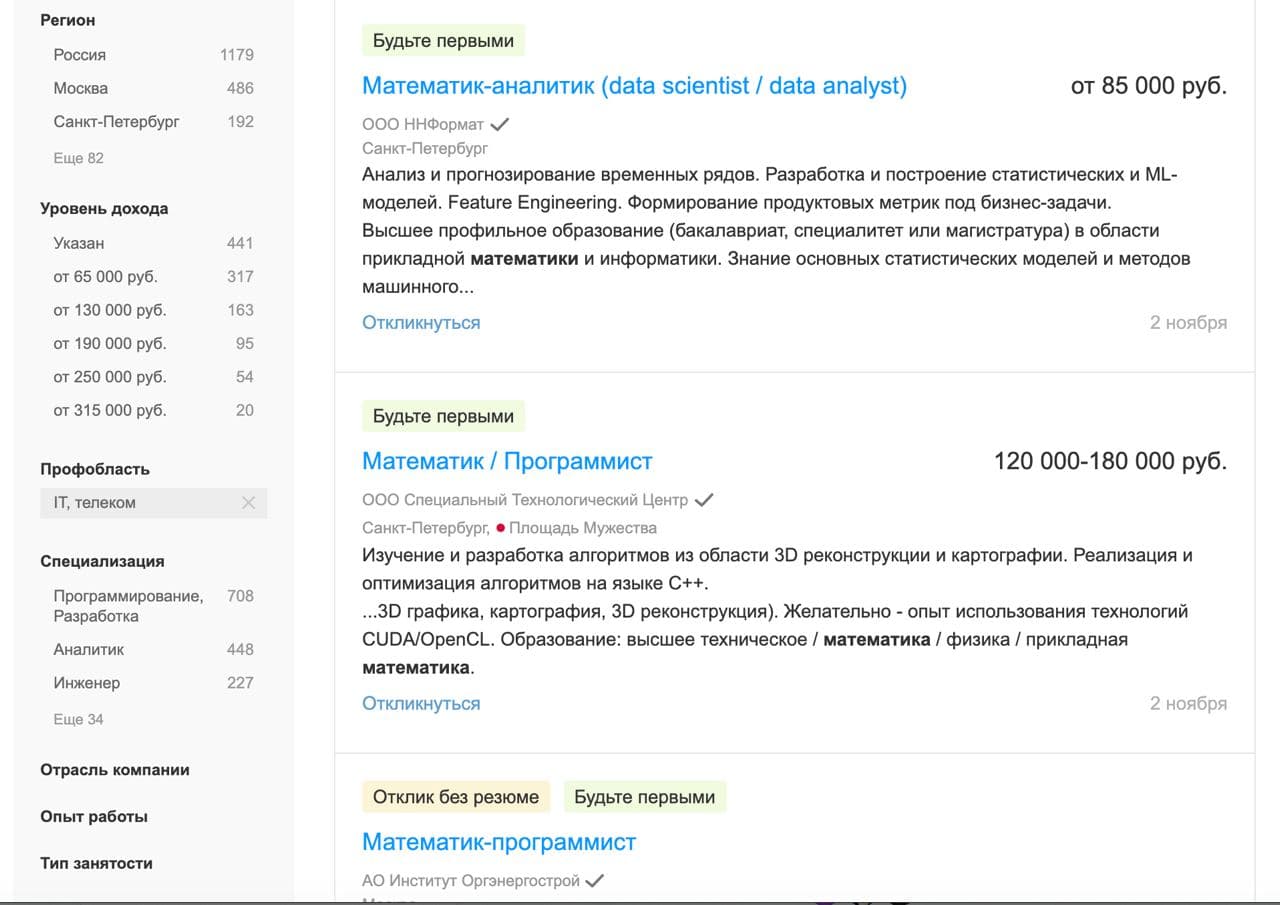 Регион
Россия 1179
Москва 486
Санкт-Петербург 192
Еще 82
Уровень дохода
Указан 441
от 65 000 руб. 317
от 130 000 руб. 163
от 190 000 руб. 95
от 250 000 руб. 54
от 315 000 руб. 20
Профобласть
IT, телеком
Специализация
Программирование, 708
Разработка
Аналитик 448
Инженер 227
Еще 34
Отрасль компании
Опыт работы
Тип занятости
Будьте первыми
Математик-аналитик (data scientist / data analyst) от 85 000 руб.
ООО ННФормат
Санкт-Петербург
Анализ и прогнозирование временных рядов. Разработка и построение статистических и ML-
моделей. Feature Engineering. Формирование продуктовых метрик под бизнес-задачи.
Высшее профильное образование (бакалавриат, специалитет или магистратура) в области
прикладной математики и информатики. Знание основных статистических моделей и методов
машинного...
Откликнуться 2 ноября
Будьте первыми
Математик / Программист 120 000-180 000 руб.
ООО Специальный Технологический Центр
Санкт-Петербург, Площадь Мужества
Изучение и разработка алгоритмов из области 3D реконструкции и картографии. Реализация и
оптимизация алгоритмов на языке C++.
...3D графика, картография, 3D реконструкция). Желательно - опыт использования технологий
CUDA/OpenCL. Образование: высшее техническое / математика / физика / прикладная
математика.
Откликнуться 2 ноября
Отклик без резюме Будьте первыми
Математик-программист
АО Институт Оргэнергострой